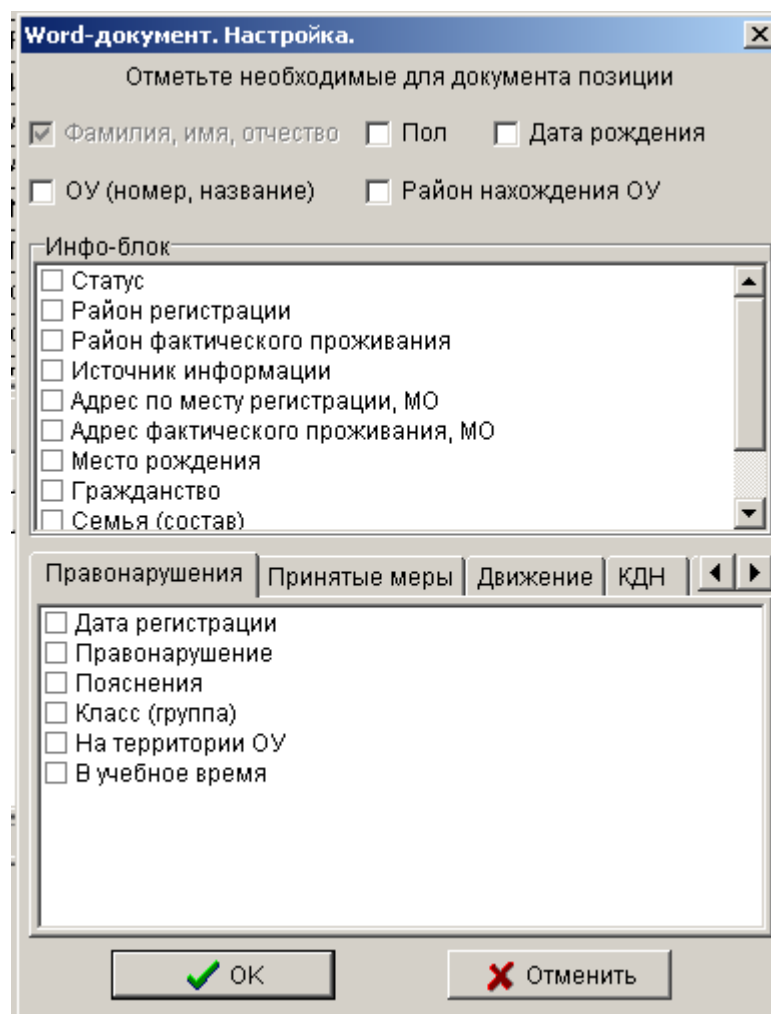 Word-документ. Настройка.
Отметьте необходимые для документа позиции
Фамилия, имя, отчество Пол Дата рождения
ОУ (номер, название) Район нахождения ОУ
Инфо-блок
Статус
Район регистрации
Район фактического проживания
Источник информации
Адрес по месту регистрации, МО
Адрес фактического проживания, МО
Место рождения
Гражданство
Семья (состав)
Правонарушения Принятые меры Движение КДН
Дата регистрации
Правонарушение
Пояснения
Класс (группа)
На территории ОУ
В учебное время
OK Отменить